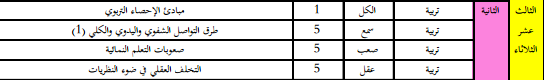 الثالث عشر الثلاثاء الثانية تربية الكل 1 مبادئ الإحصاء التربوي
تربية سمع 5 طرق التواصل الشفوي واليدوي والكلي (1)
تربية صعب 5 صعوبات التعلم النمائية
تربية عقل 5 التخلف العقلي في ضوء النظريات